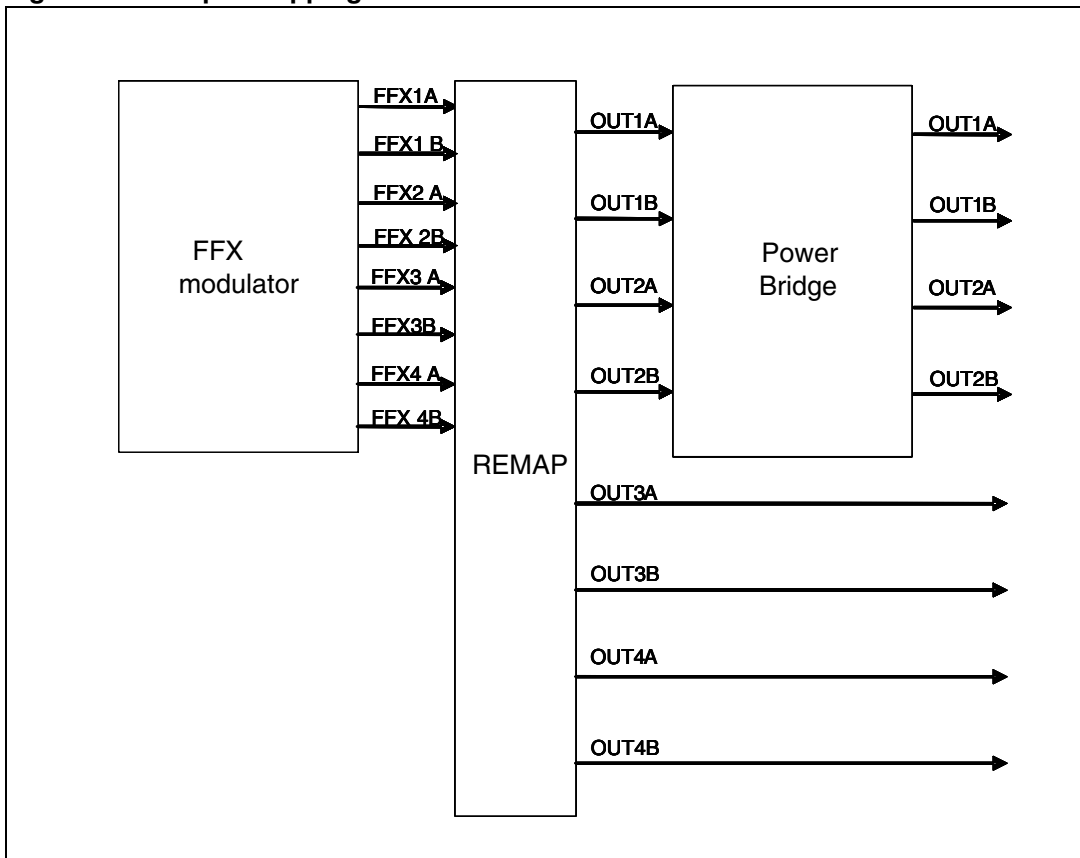 FFX
modulator
FFX1A
FFX1 B
FFX2 A
FFX 2B
FFX3 A
FFX3B
FFX4 A
FFX 4B
REMAP
OUT1A
OUT1B
OUT2A
OUT2B
OUT3A
OUT3B
OUT4A
OUT4B
Power
Bridge
OUT1A
OUT1B
OUT2A
OUT2B